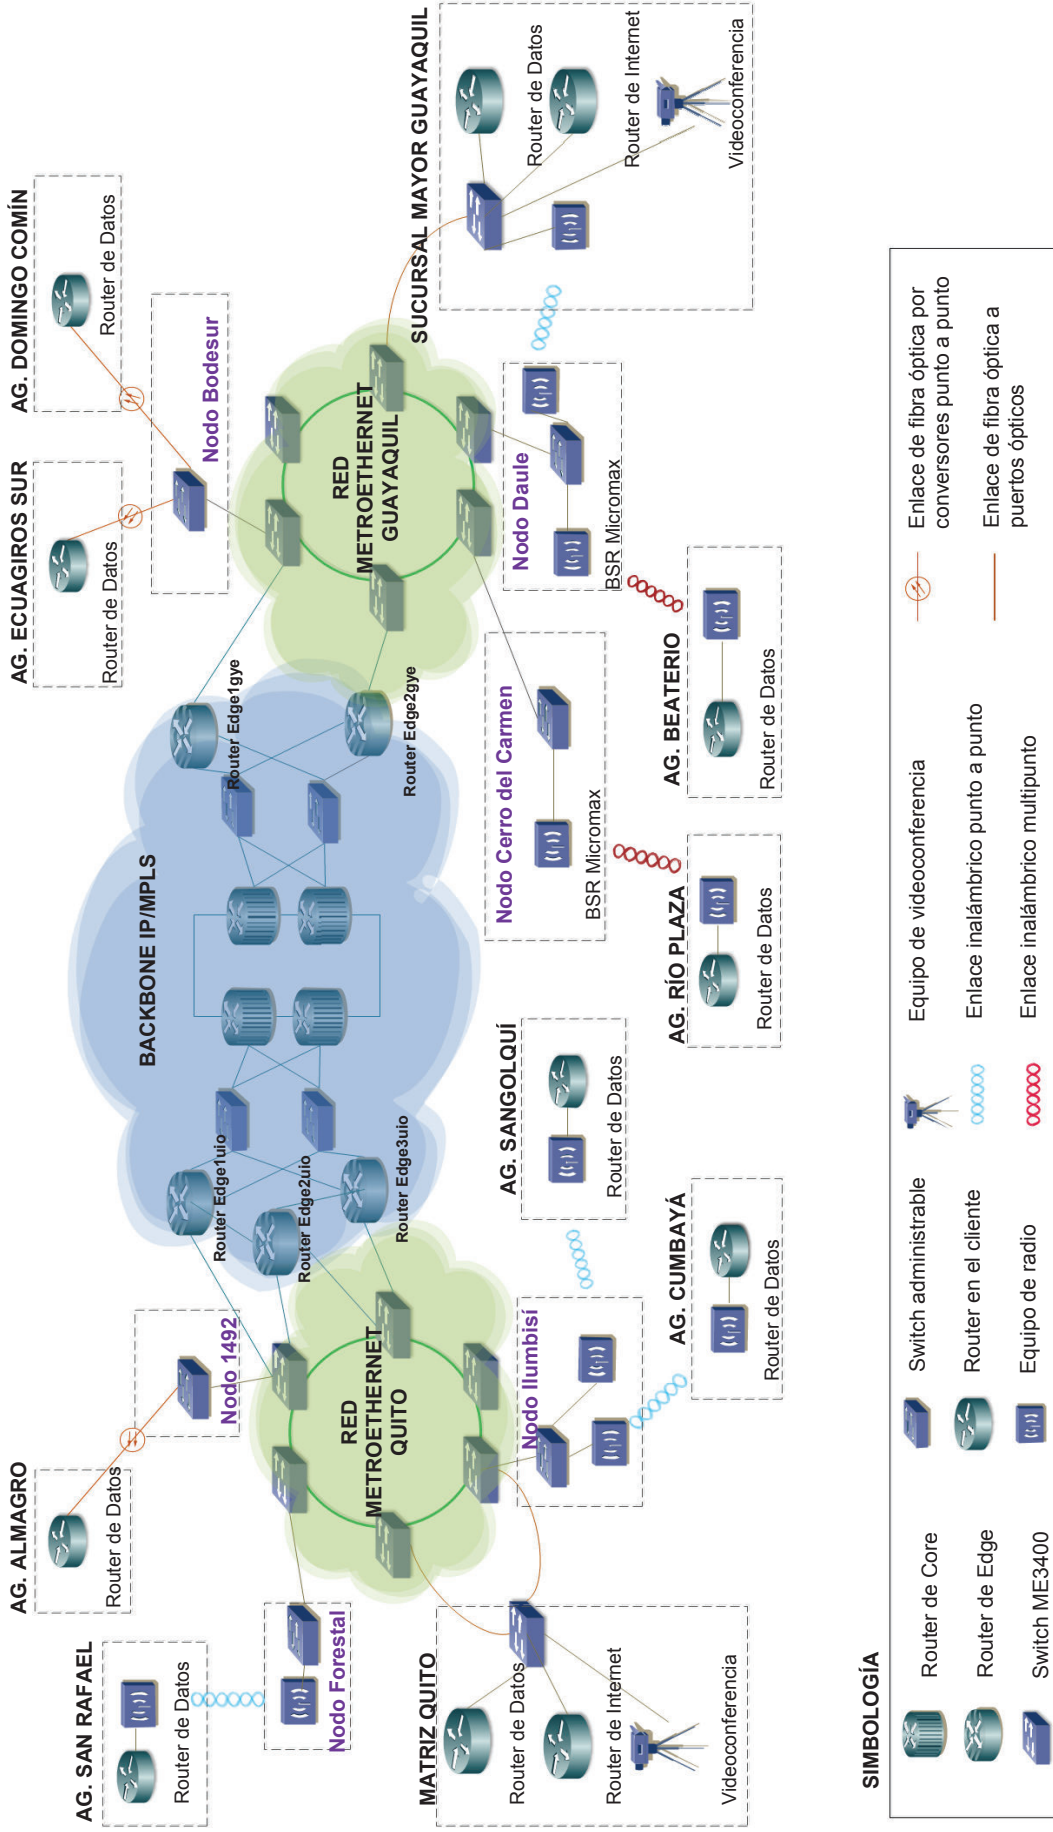 AG. SAN RAFAEL
Router de Datos
AG. ALMAGRO
Router de Datos
Nodo 1492
Nodo Forestal
MATRIZ QUITO
Router de Datos
Router de Internet
Videoconferencia
RED
METROETHERNET
QUITO
Nodo Ilumbisí
AG. SANGOLQUÍ
Router de Datos
AG. CUMBAYÁ
Router de Datos
BACKBONE IP/MPLS
Router Edge1uio
Router Edge2uio
Router Edge3uio
Router Edge1gye
Router Edge2gye
AG. ECUAGIROS SUR
Router de Datos
AG. DOMINGO COMÍN
Router de Datos
Nodo Bodesur
RED
METROETHERNET
GUAYAQUIL
Nodo Cerro del Carmen
BSR Micromax
AG. RÍO PLAZA
Router de Datos
Nodo Daule
BSR Micromax
AG. BEATERIO
Router de Datos
SUCURSAL MAYOR GUAYAQUIL
Router de Datos
Router de Internet
Videoconferencia
SIMBOLOGÍA
Router de Core
Router de Edge
Switch ME3400
Switch administrable
Router en el cliente
Equipo de radio
Equipo de videoconferencia
Enlace inalámbrico punto a punto
Enlace inalámbrico multipunto
Enlace de fibra óptica por
conversores punto a punto
Enlace de fibra óptica a
puertos ópticos